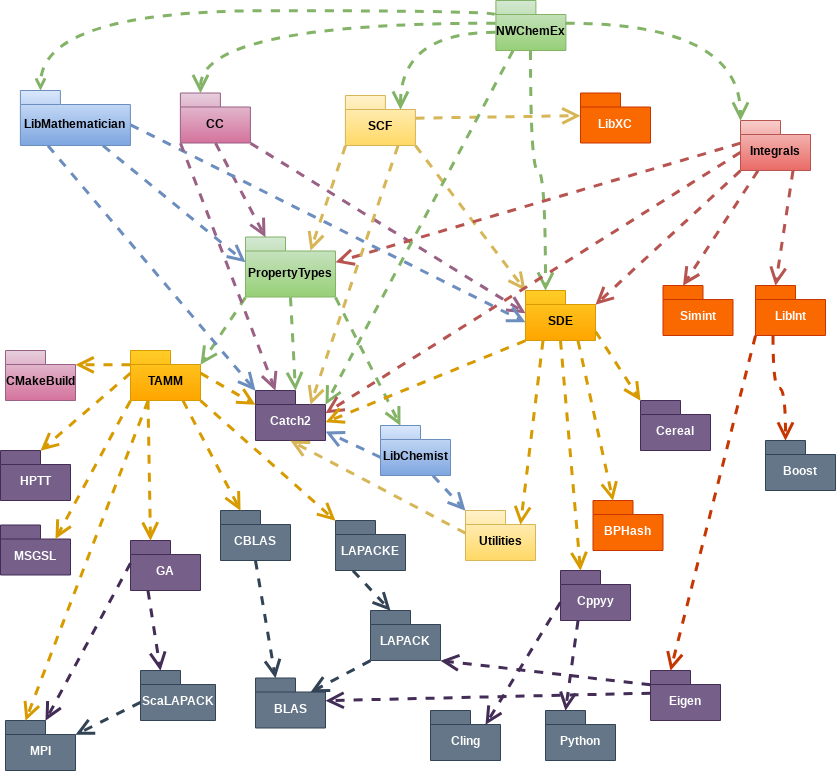 NWChemEx
LibMathematician
CC
SCF
LibXC
Integrals
PropertyTypes
SDE
Simint
LibInt
CMakeBuild
TAMM
Catch2
Cereal
LibChemist
Boost
HPTT
MSGSL
GA
CBLAS
LAPACKE
Utilities
BPHash
Cppyy
LAPACK
ScaLAPACK
BLAS
Eigen
MPI
Cling
Python